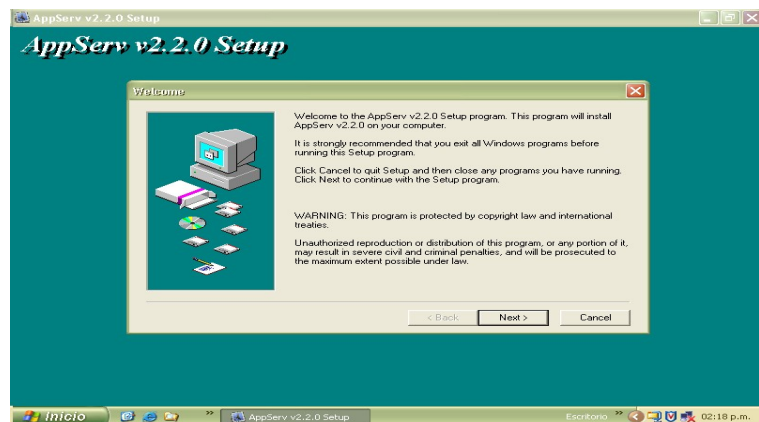 AppServ v2.2.0 Setup
AppServ v2.2.0 Setup
Welcome
Welcome to the AppServ v2.2.0 Setup program. This program will install
AppServ v2.2.0 on your computer.
It is strongly recommended that you exit all Windows programs before
running this Setup program.
Click Cancel to quit Setup and then close any programs you have running.
Click Next to continue with the Setup program.
WARNING: This program is protected by copyright law and international
treaties.
Unauthorized reproduction or distribution of this program, or any portion of it,
may result in severe civil and criminal penalties, and will be prosecuted to
the maximum extent possible under law.
< Back Next > Cancel
Inicio » AppServ v2.2.0 Setup Escritorio » 02:18 p.m.